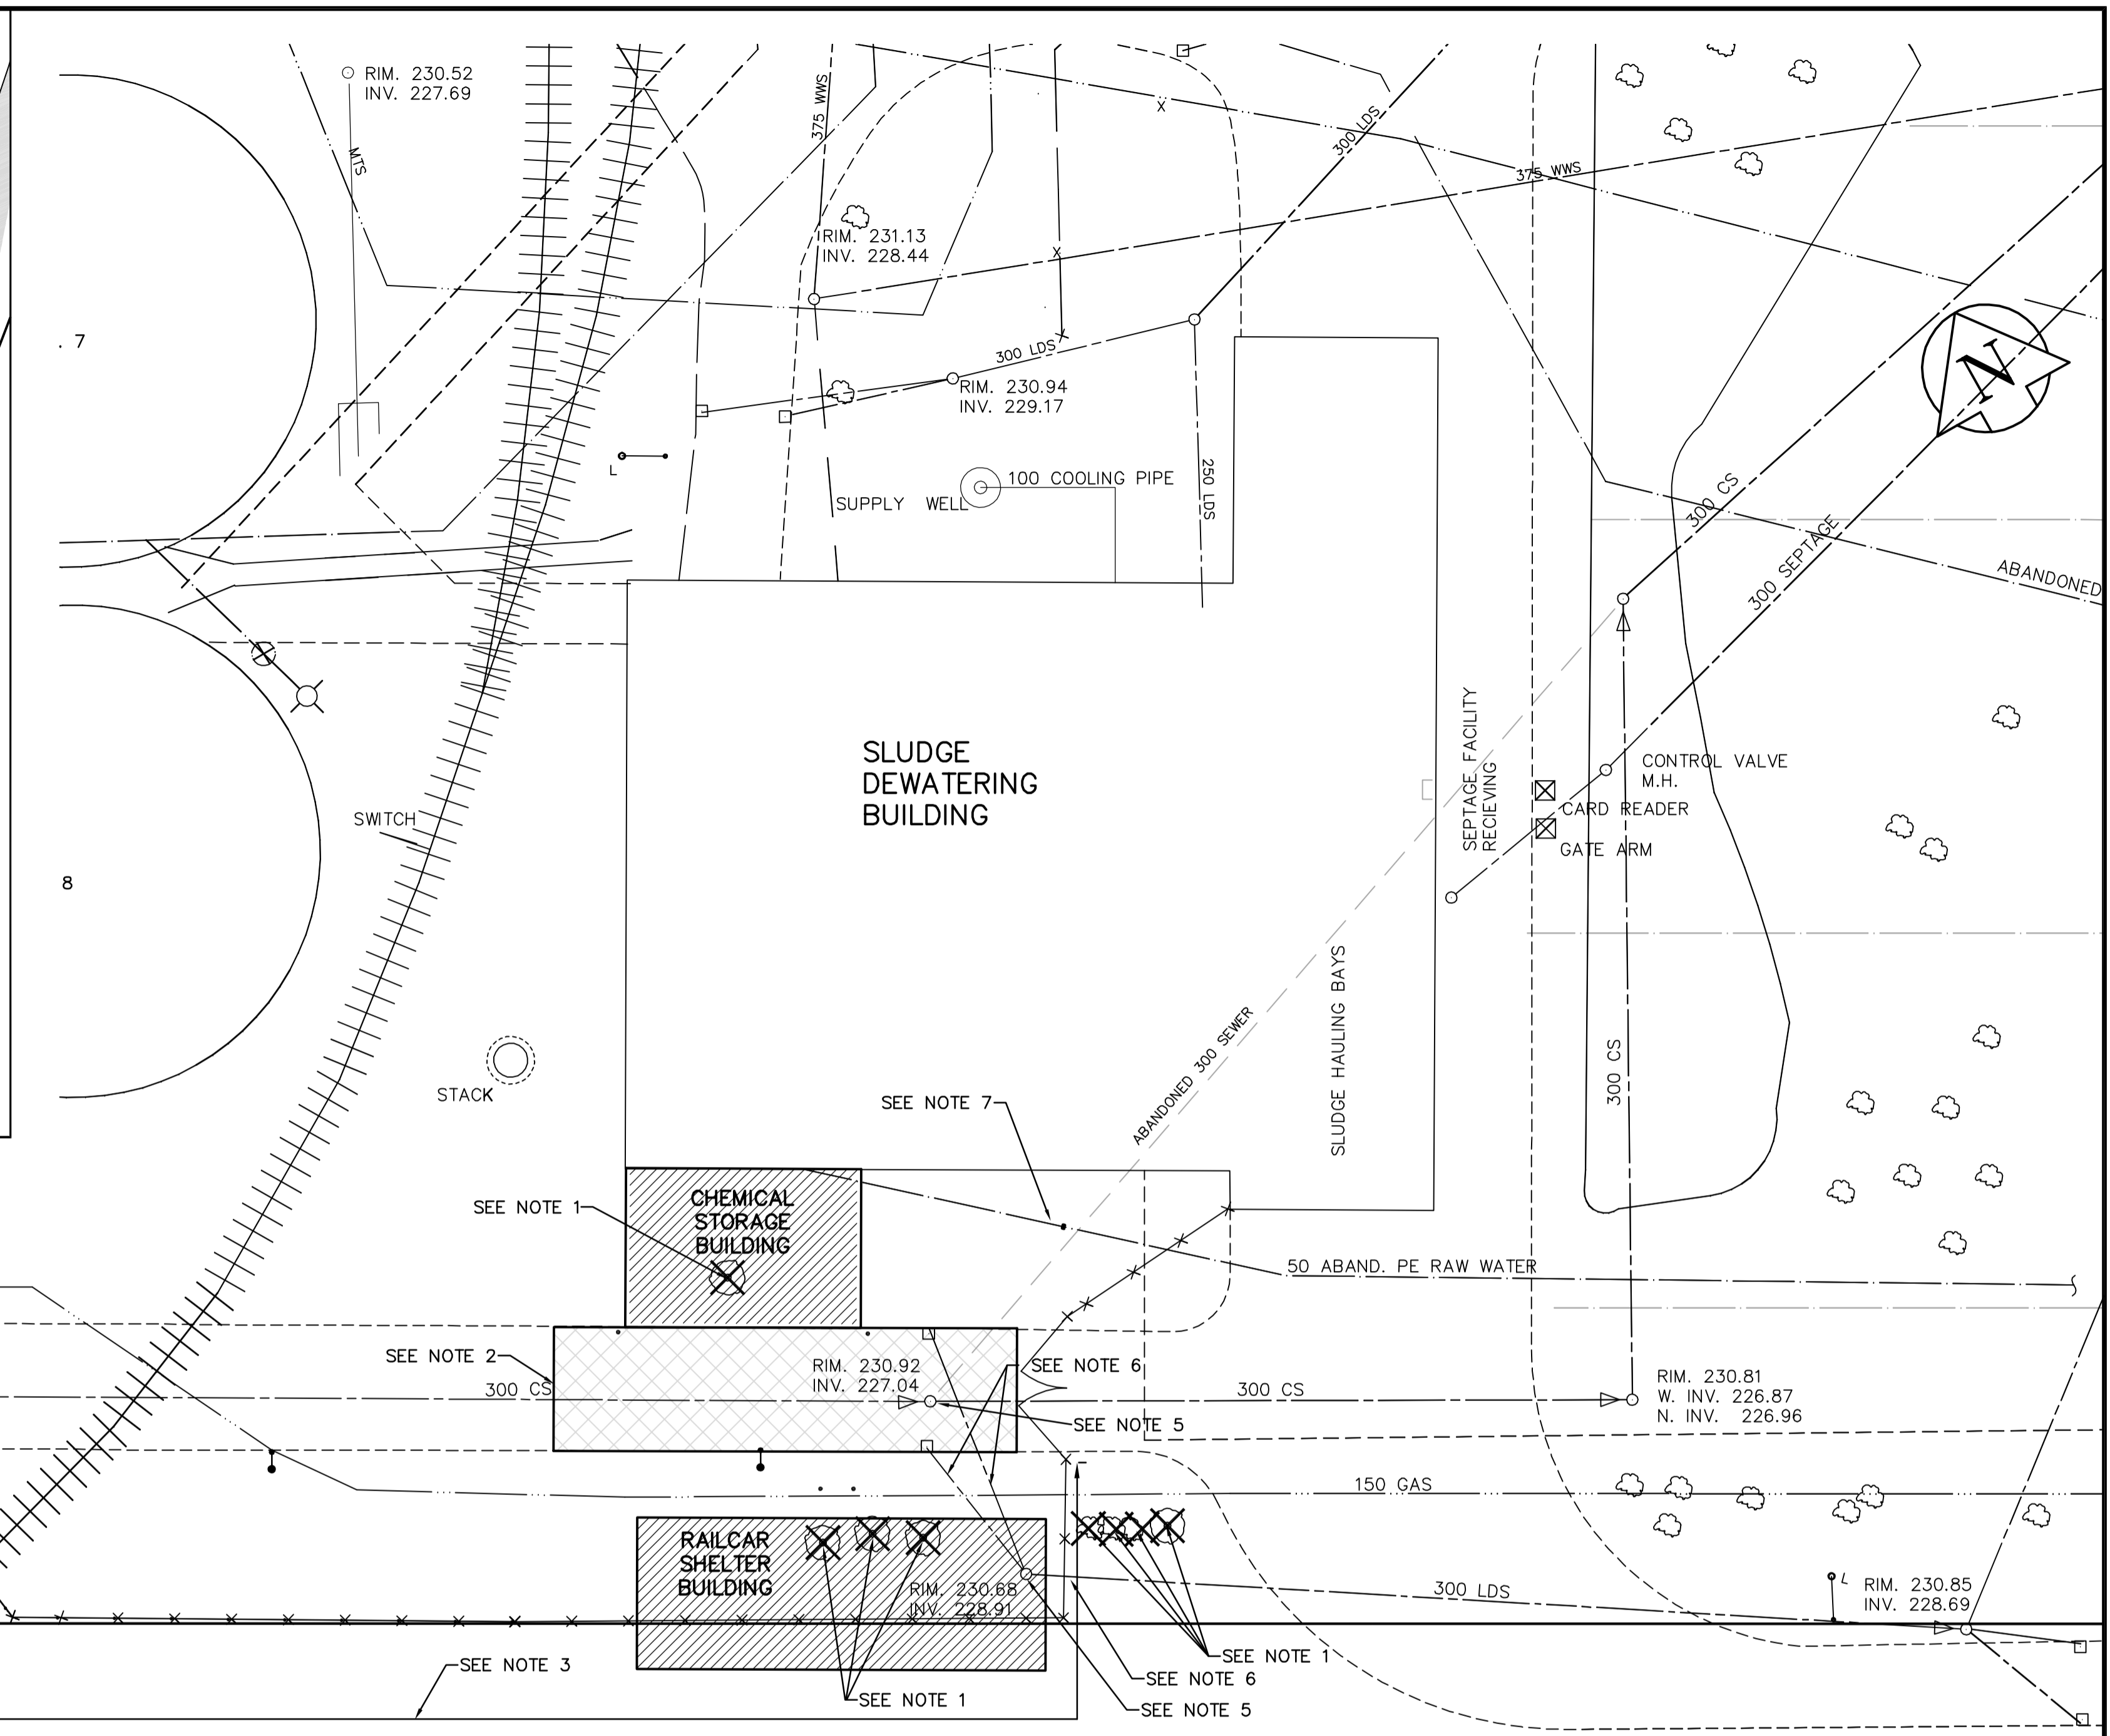 RIM. 230.52
INV. 227.69
MTS
375 WWS
300 LDS
375 WWS
RIM. 231.13
INV. 228.44
. 7
300 LDS
RIM. 230.94
INV. 229.17
N
L
100 COOLING PIPE
SUPPLY WELL
250 LDS
300 CS
300 SEPTAGE
ABANDONED
SLUDGE
DEWATERING
BUILDING
SEPTAGE FACILITY
RECIEVING
CONTROL VALVE
M.H.
CARD READER
GATE ARM
SWITCH
8
SLUDGE HAULING BAYS
ABANDONED 300 SEWER
300 CS
STACK
SEE NOTE 7
SEE NOTE 1
CHEMICAL
STORAGE
BUILDING
50 ABAND. PE RAW WATER
SEE NOTE 2
RIM. 230.92
INV. 227.04
SEE NOTE 6
300 CS
300 CS
SEE NOTE 5
RIM. 230.81
W. INV. 226.87
N. INV. 226.96
150 GAS
RAILCAR
SHELTER
BUILDING
RIM. 230.68
INV. 228.91
300 LDS
L
RIM. 230.85
INV. 228.69
SEE NOTE 3
SEE NOTE 1
SEE NOTE 1
SEE NOTE 6
SEE NOTE 5